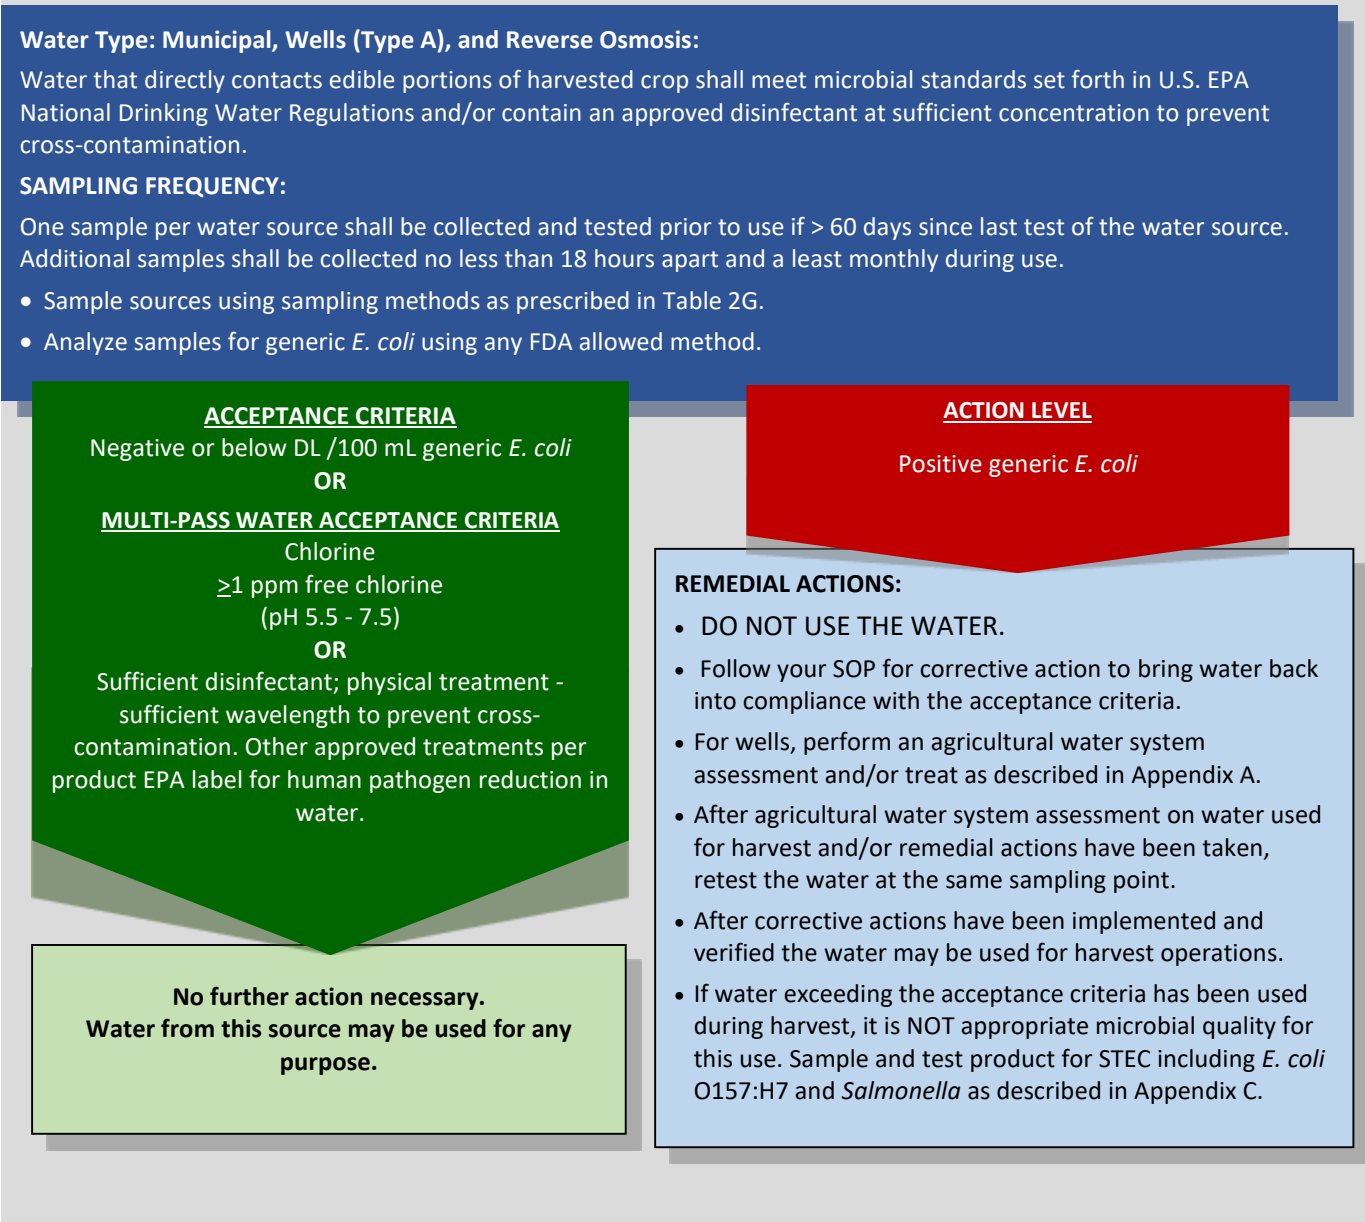 Water Type: Municipal, Wells (Type A), and Reverse Osmosis:
Water that directly contacts edible portions of harvested crop shall meet microbial standards set forth in U.S. EPA
National Drinking Water Regulations and/or contain an approved disinfectant at sufficient concentration to prevent
cross-contamination.
SAMPLING FREQUENCY:
One sample per water source shall be collected and tested prior to use if > 60 days since last test of the water source.
Additional samples shall be collected no less than 18 hours apart and a least monthly during use.
• Sample sources using sampling methods as prescribed in Table 2G.
• Analyze samples for generic E. coli using any FDA allowed method.
ACCEPTANCE CRITERIA
Negative or below DL /100 mL generic E. coli
OR
MULTI-PASS WATER ACCEPTANCE CRITERIA
Chlorine
≥1 ppm free chlorine
(pH 5.5 - 7.5)
OR
Sufficient disinfectant; physical treatment -
sufficient wavelength to prevent cross-
contamination. Other approved treatments per
product EPA label for human pathogen reduction in
water.
No further action necessary.
Water from this source may be used for any
purpose.
ACTION LEVEL
Positive generic E. coli
REMEDIAL ACTIONS:
• DO NOT USE THE WATER.
• Follow your SOP for corrective action to bring water back
into compliance with the acceptance criteria.
• For wells, perform an agricultural water system
assessment and/or treat as described in Appendix A.
• After agricultural water system assessment on water used
for harvest and/or remedial actions have been taken,
retest the water at the same sampling point.
• After corrective actions have been implemented and
verified the water may be used for harvest operations.
• If water exceeding the acceptance criteria has been used
during harvest, it is NOT appropriate microbial quality for
this use. Sample and test product for STEC including E. coli
O157:H7 and Salmonella as described in Appendix C.